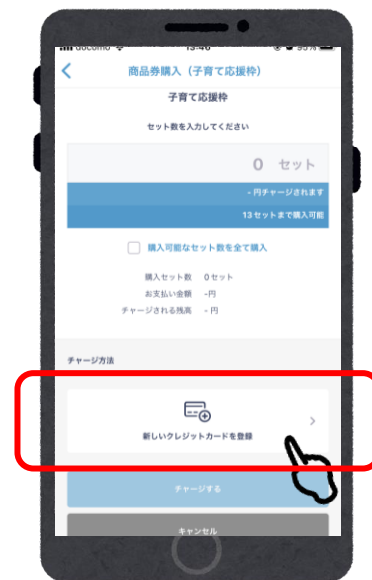 docomo 13:46 95%
商品券購入（子育て応援枠）
子育て応援枠
セット数を入力してください
0 セット
- 円チャージされます
13セットまで購入可能
購入可能なセット数を全て購入
購入セット数 0セット
お支払い金額 -円
チャージされる残高 - 円
チャージ方法
新しいクレジットカードを登録
チャージする
キャンセル